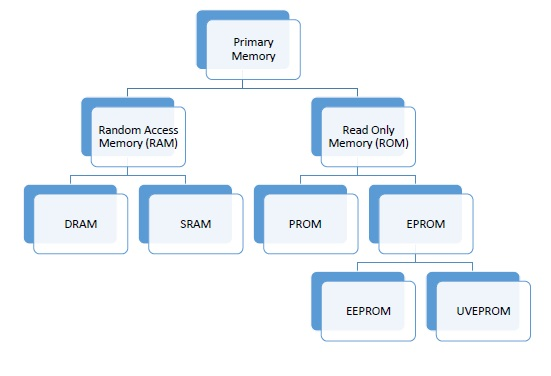 Primary
Memory
Random Access
Memory (RAM)
Read Only
Memory (ROM)
DRAM
SRAM
PROM
EPROM
EEPROM
UVEPROM